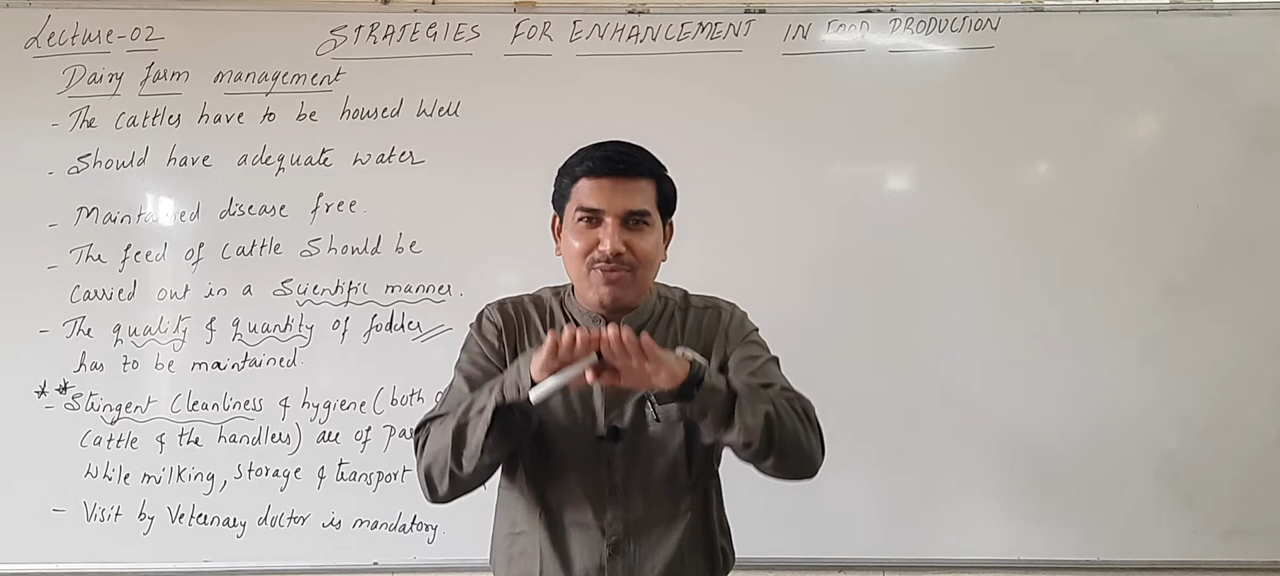 Lecture-02
STRATEGIES FOR ENHANCEMENT IN FOOD PRODUCTION
Dairy farm management
- The Cattles have to be housed well
- Should have adequate water
- Maintained disease free.
- The feed of Cattle Should be
Carried out in a Scientific manner.
- The quality & quantity of fodder
has to be maintained.
** - Stringent Cleanliness & hygiene (both
Cattle & the handlers) are of
While milking, storage & transport
- Visit by Veternary doctor is mandatory.